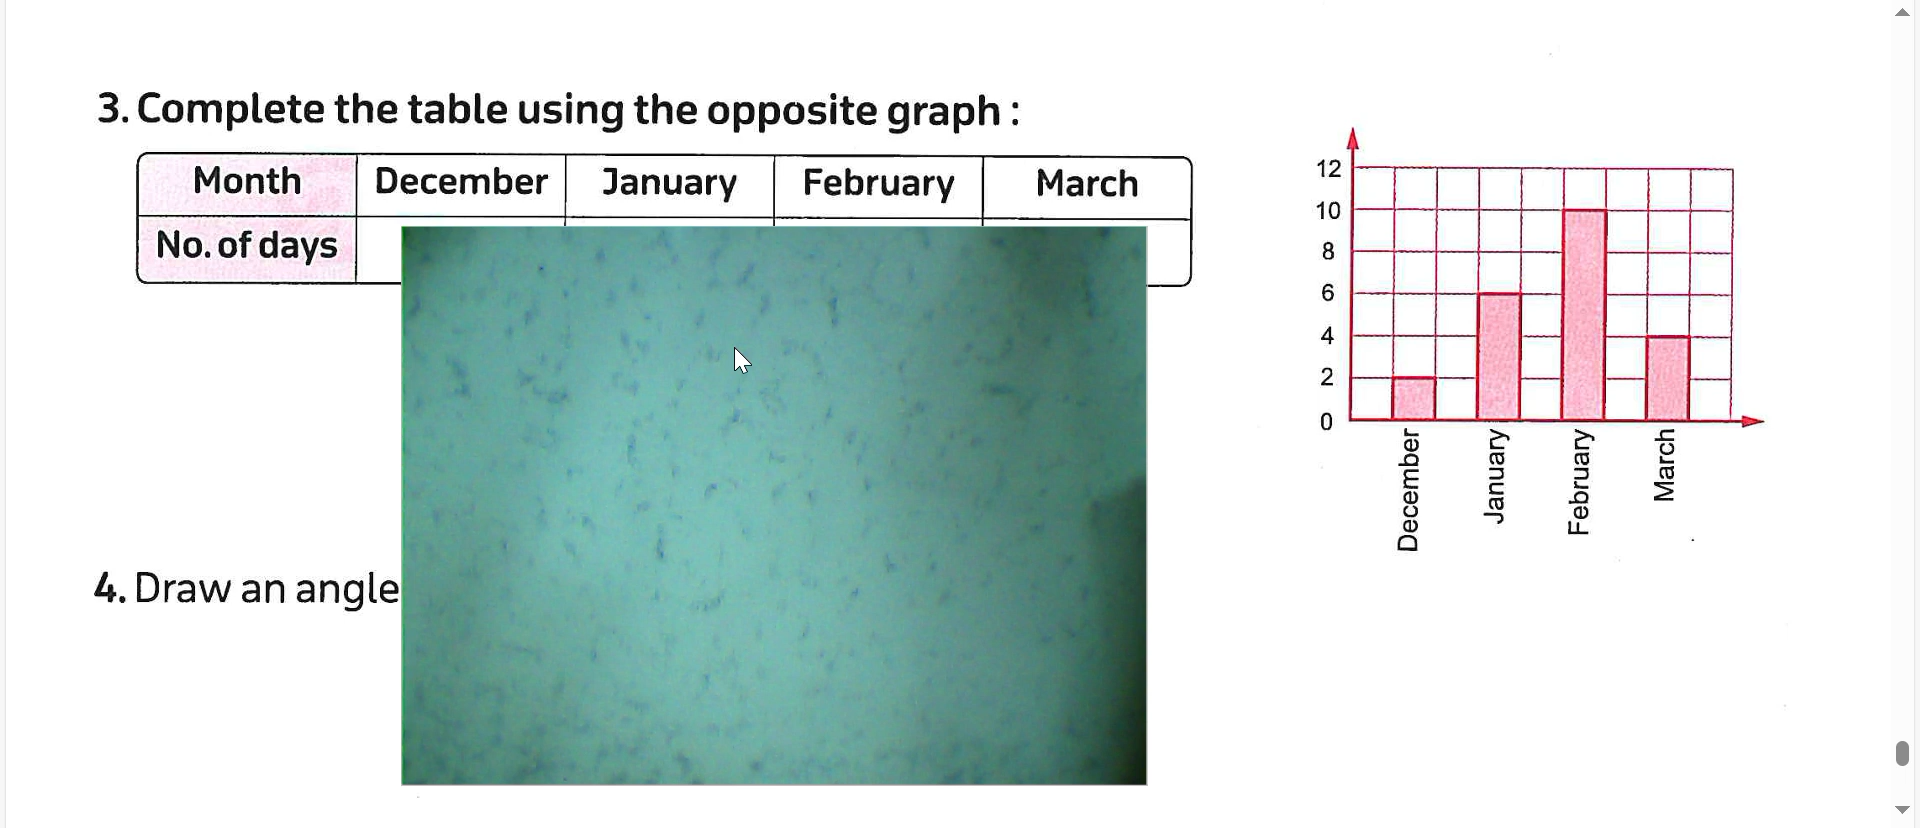 3. Complete the table using the opposite graph :
Month December January February March
No. of days
4. Draw an angle
12
10
8
6
4
2
0
December
January
February
March